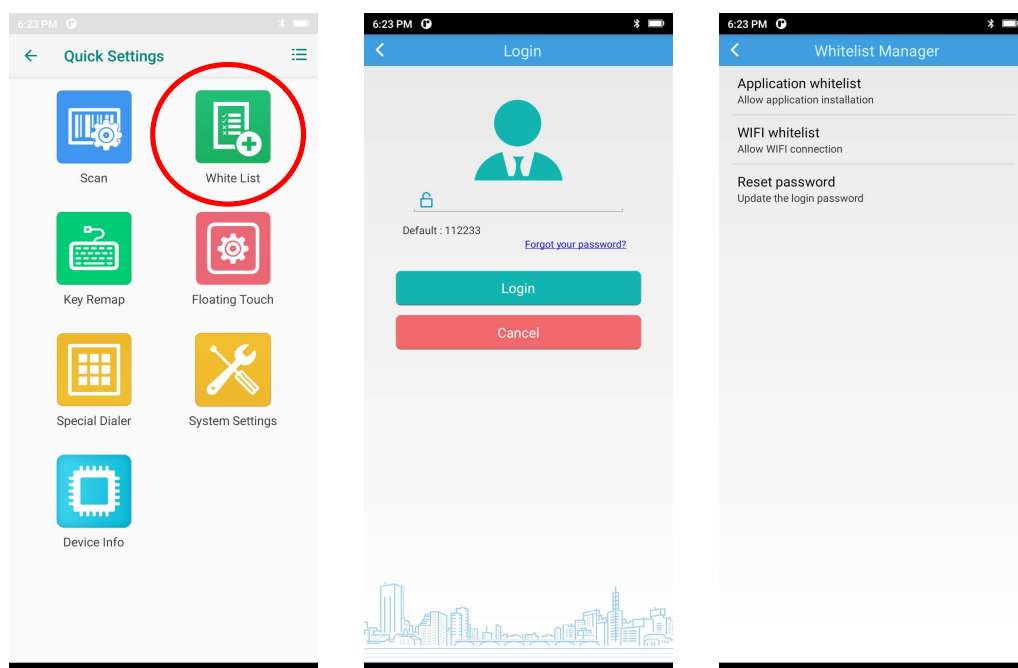 6:23 PM
Quick Settings
Scan
White List
Key Remap
Floating Touch
Special Dialer
System Settings
Device Info
6:23 PM
Login
Default : 112233
Forgot your password?
Login
Cancel
6:23 PM
Whitelist Manager
Application whitelist
Allow application installation
WIFI whitelist
Allow WIFI connection
Reset password
Update the login password